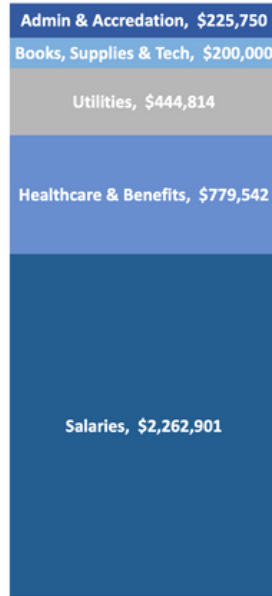 Admin & Accredation, $225,750
Books, Supplies & Tech, $200,000
Utilities, $444,814
Healthcare & Benefits, $779,542
Salaries, $2,262,901